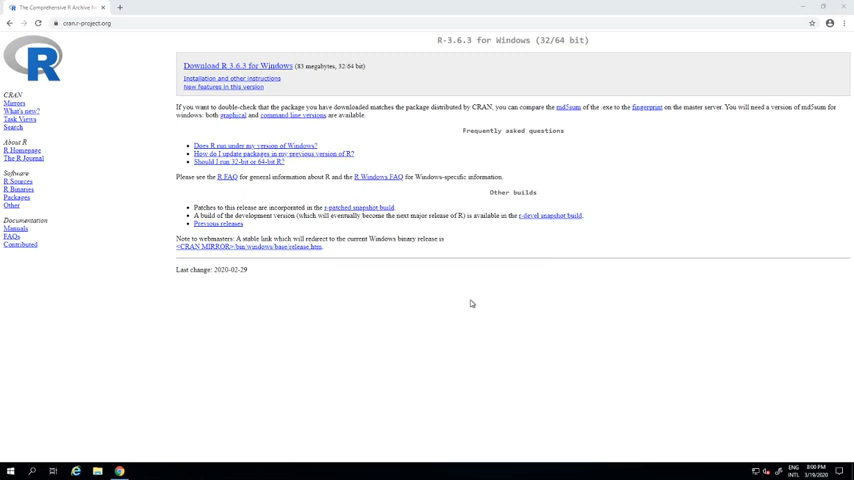 The Comprehensive R Archive N
cran.r-project.org
R
R-3.6.3 for Windows (32/64 bit)
Download R 3.6.3 for Windows (83 megabytes, 32/64 bit)
Installation and other instructions
New features in this version
CRAN
Mirrors
What's new?
Task Views
Search
About R
R Homepage
The R Journal
Software
R Sources
R Binaries
Packages
Other
Documentation
Manuals
FAQs
Contributed
If you want to double-check that the package you have downloaded matches the package distributed by CRAN, you can compare the md5sum of the .exe to the fingerprint on the master server. You will need a version of md5sum for
windows: both graphical and command line versions are available.
Frequently asked questions
• Does R run under my version of Windows?
• How do I update packages in my previous version of R?
• Should I run 32-bit or 64-bit R?
Please see the R FAQ for general information about R and the R Windows FAQ for Windows-specific information.
Other builds
• Patches to this release are incorporated in the r-patched snapshot build.
• A build of the development version (which will eventually become the next major release of R) is available in the r-devel snapshot build.
• Previous releases
Note to webmasters: A stable link which will redirect to the current Windows binary release is
<CRAN MIRROR>/bin/windows/base/release.htm.
Last change: 2020-02-29
ENG
INTL
8:00 PM
3/19/2020